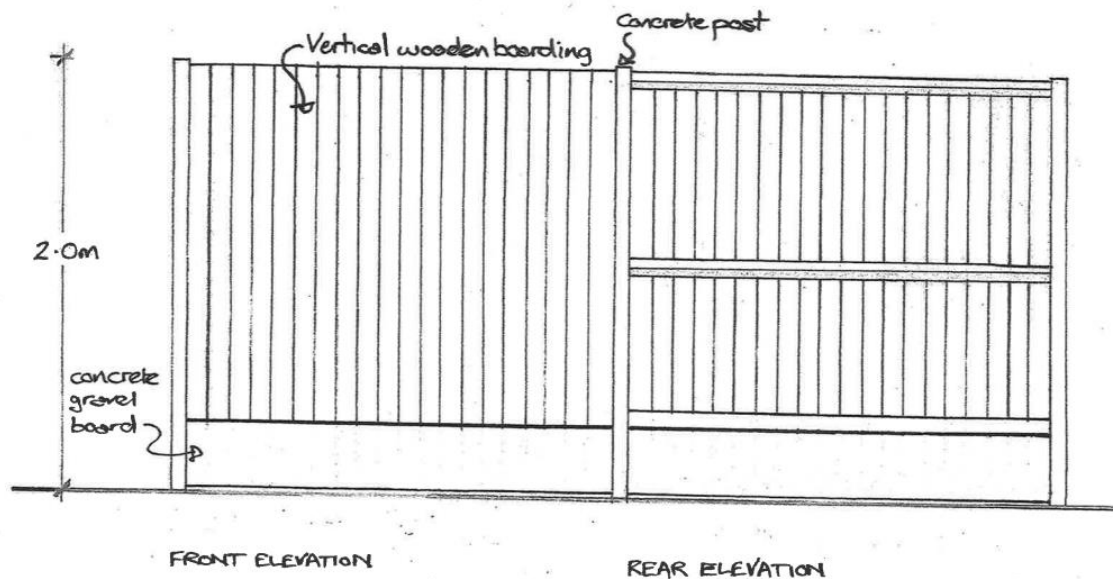 Concrete post
Vertical wooden boarding
2.0m
concrete
gravel
board
FRONT ELEVATION
REAR ELEVATION